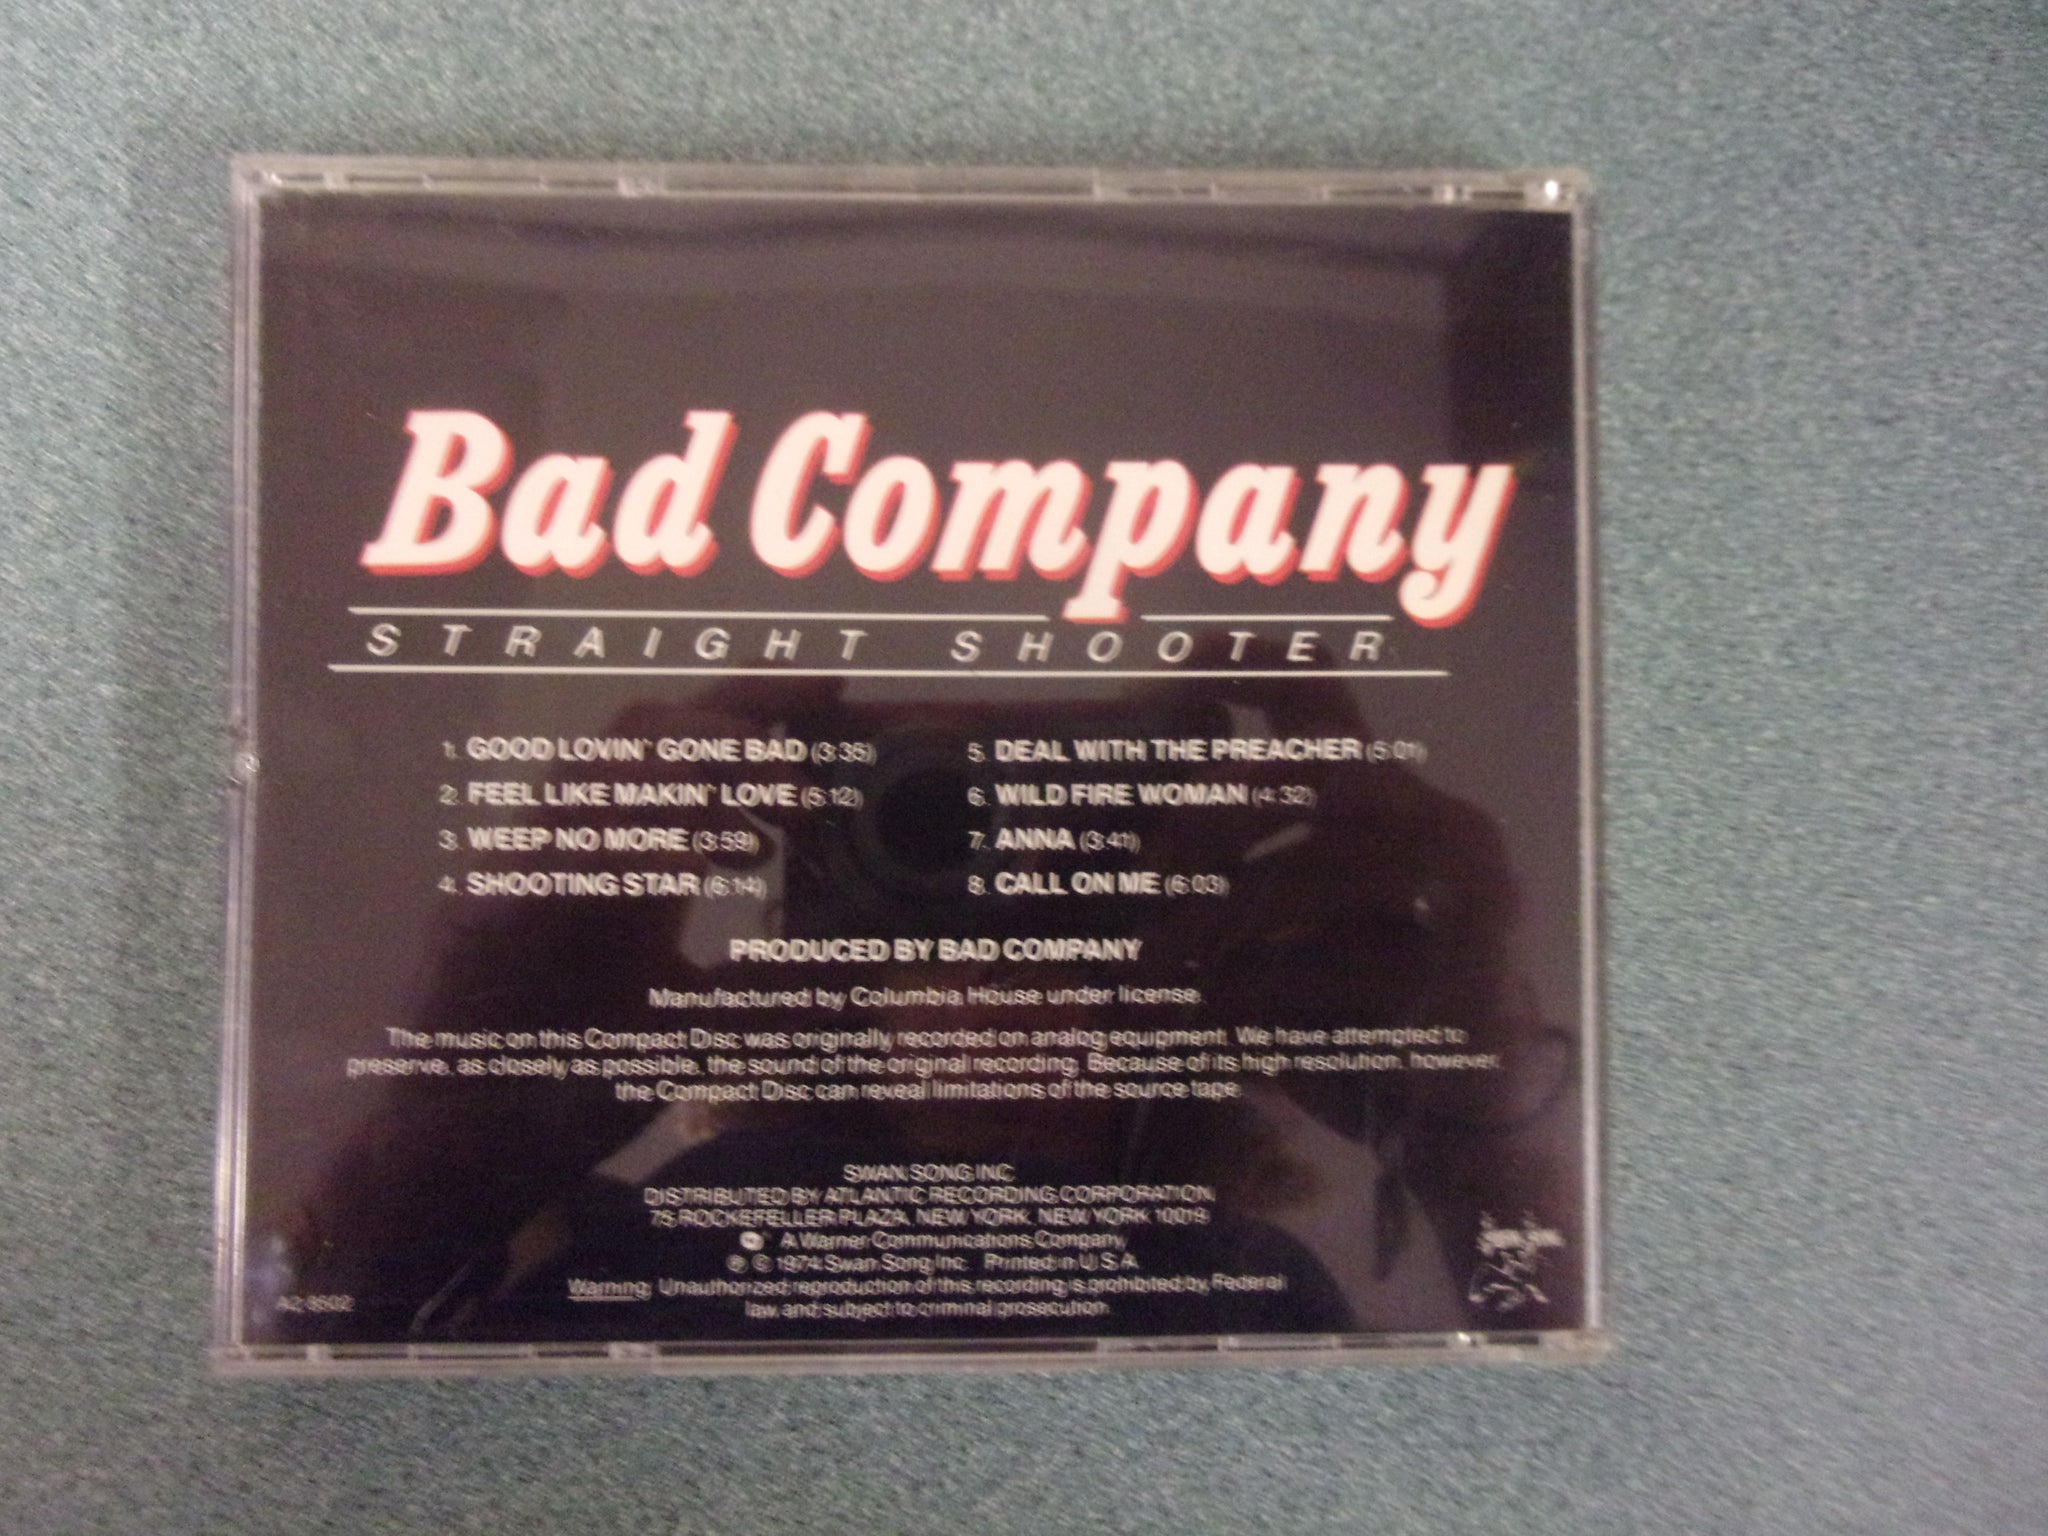 Bad Company
STRAIGHT SHOOTER
1. GOOD LOVIN' GONE BAD (3:35)
2. FEEL LIKE MAKIN' LOVE (5:12)
3. WEEP NO MORE (3:59)
4. SHOOTING STAR (6:14)
5. DEAL WITH THE PREACHER (5:01)
6. WILD FIRE WOMAN (4:32)
7. ANNA (3:41)
8. CALL ON ME (6:03)
PRODUCED BY BAD COMPANY
Manufactured by Columbia House under license.
The music on this Compact Disc was originally recorded on analog equipment. We have attempted to
preserve, as closely as possible, the sound of the original recording. Because of its high resolution, however,
the Compact Disc can reveal limitations of the source tape.
SWAN SONG INC.
DISTRIBUTED BY ATLANTIC RECORDING CORPORATION
75 ROCKEFELLER PLAZA, NEW YORK, NEW YORK 10019
A Warner Communications Company
℗ © 1974 Swan Song Inc. Printed in U.S.A.
Warning: Unauthorized reproduction of this recording is prohibited by Federal
law and subject to criminal prosecution.
A2 8502
Swan Song